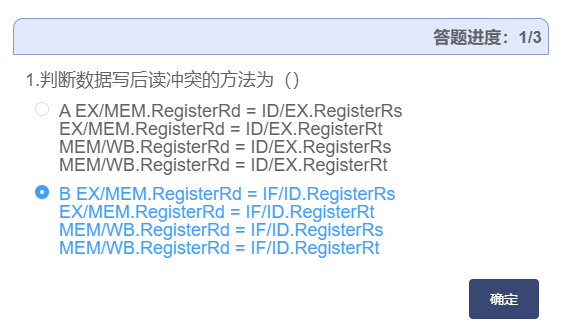 答题进度：1/3
1.判断数据写后读冲突的方法为（）
A EX/MEM.RegisterRd = ID/EX.RegisterRs
EX/MEM.RegisterRd = ID/EX.RegisterRt
MEM/WB.RegisterRd = ID/EX.RegisterRs
MEM/WB.RegisterRd = ID/EX.RegisterRt
B EX/MEM.RegisterRd = IF/ID.RegisterRs
EX/MEM.RegisterRd = IF/ID.RegisterRt
MEM/WB.RegisterRd = IF/ID.RegisterRs
MEM/WB.RegisterRd = IF/ID.RegisterRt
确定